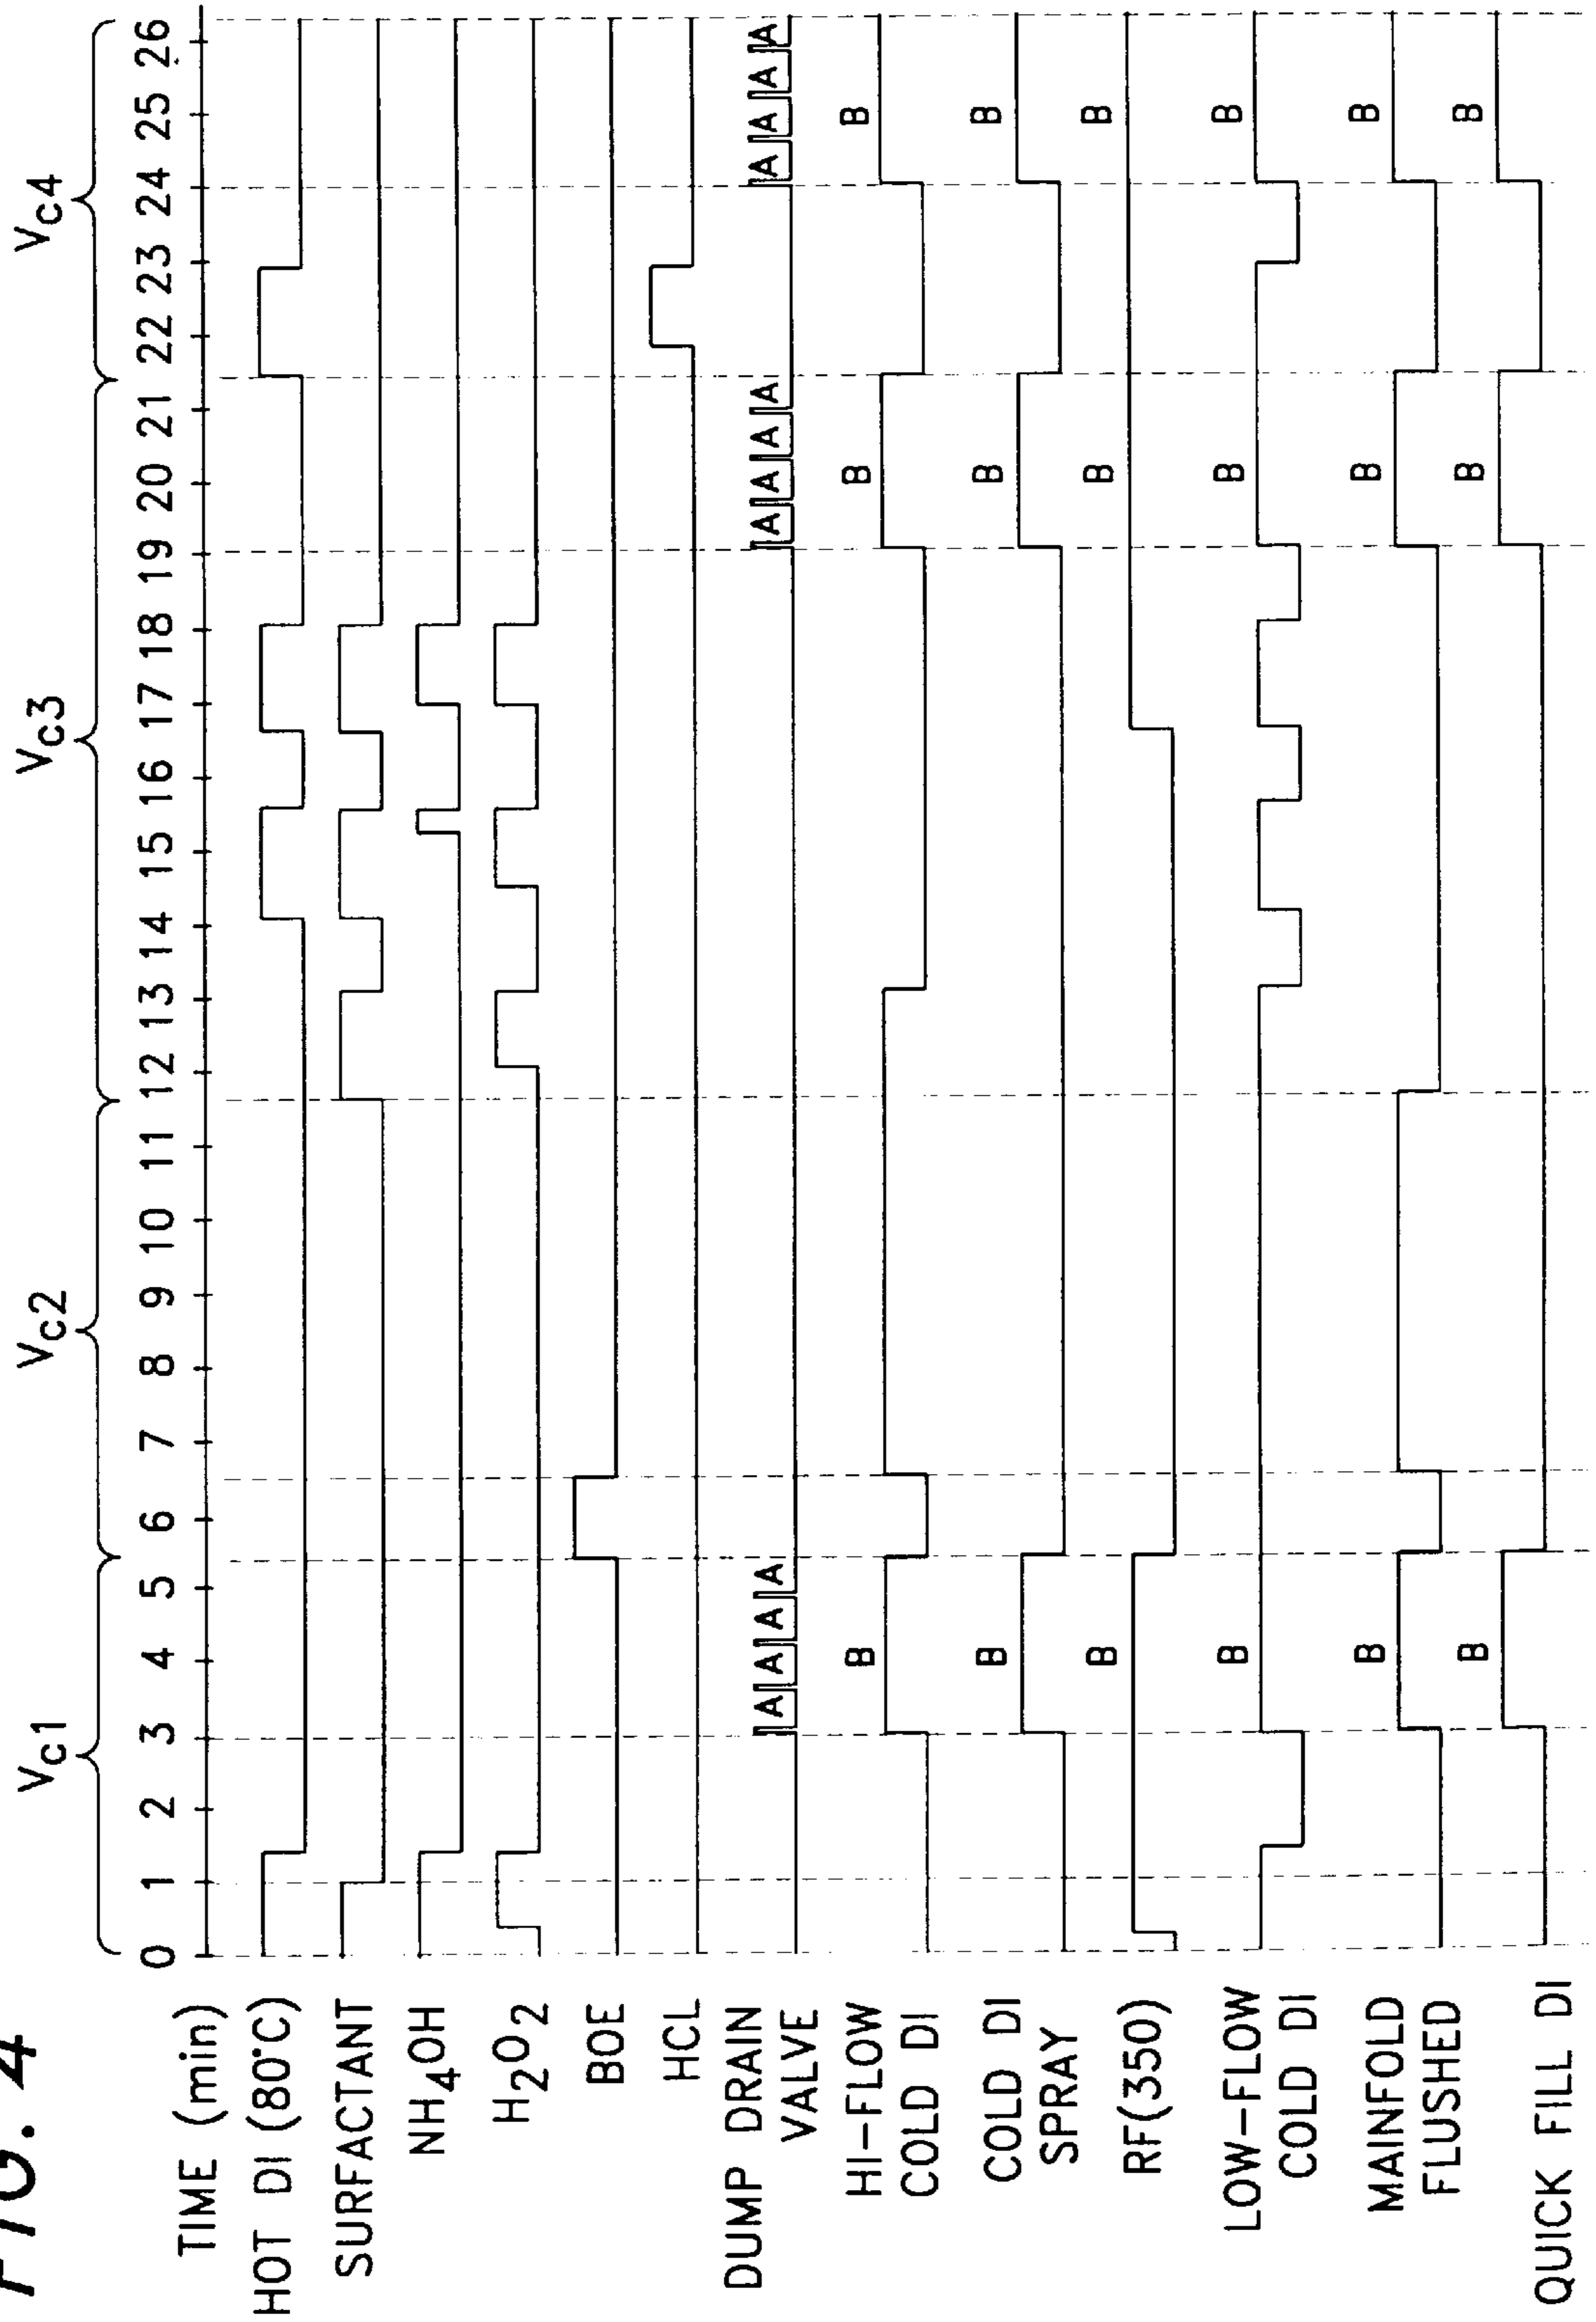 FIG. 4
Vc1 Vc2 Vc3 Vc4
TIME (min) 0 1 2 3 4 5 6 7 8 9 10 11 12 13 14 15 16 17 18 19 20 21 22 23 24 25 26
HOT DI (80°C)
SURFACTANT
NH4OH
H2O2
BOE
HCL
DUMP DRAIN
VALVE
A A A A A A A A A A A A
HI-FLOW
COLD DI
B B B
COLD DI
SPRAY
B B B
RF(350)
B B B
LOW-FLOW
COLD DI
B B B
MAINFOLD
FLUSHED
B B B
QUICK FILL DI
B B B